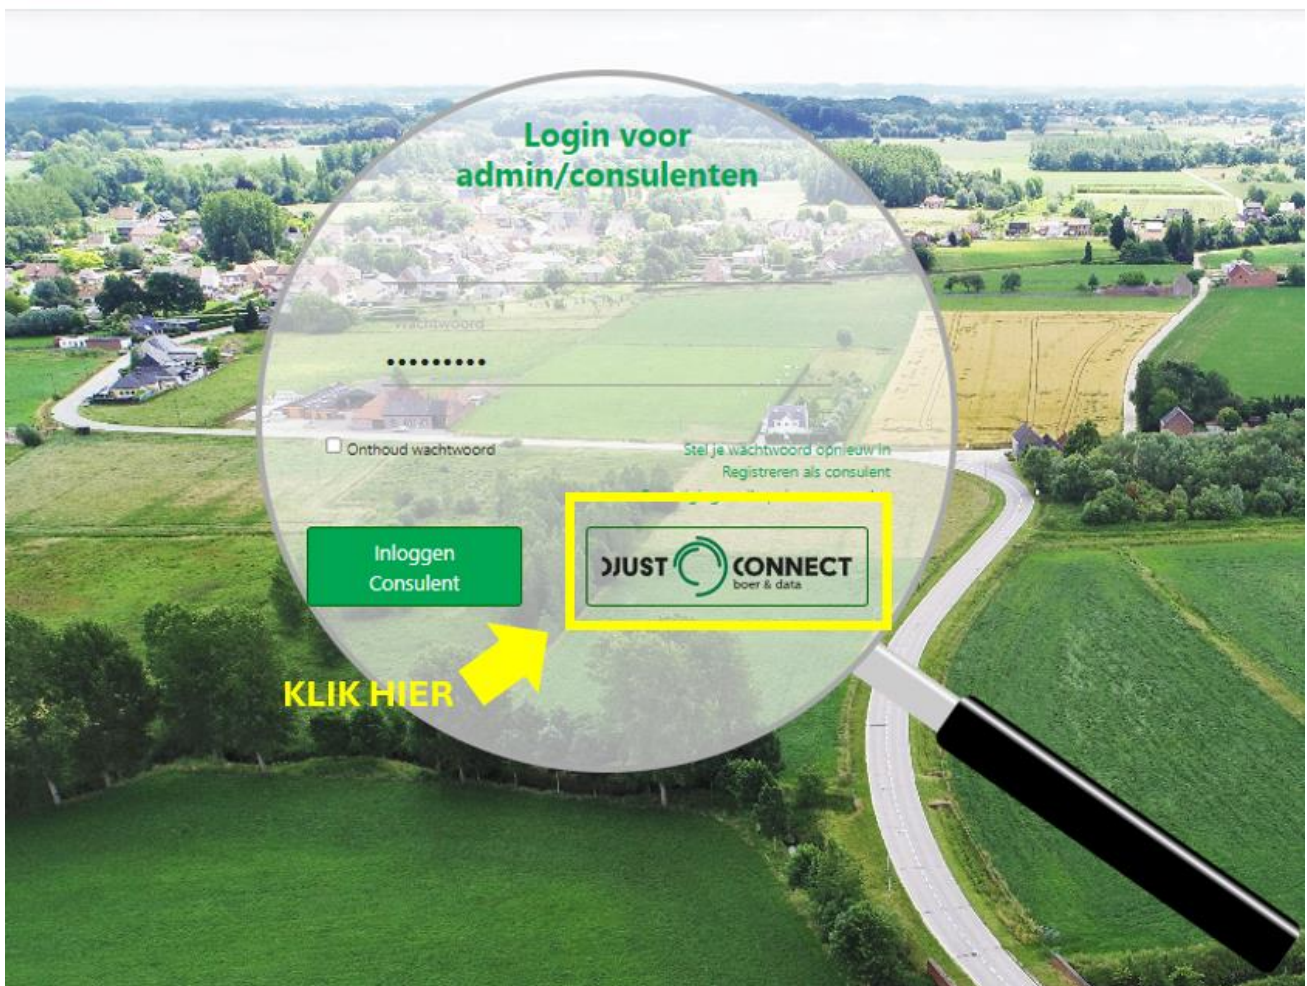 Login voor
admin/consulenten
Wachtwoord
•••••••••
Onthoud wachtwoord
Stel je wachtwoord opnieuw in
Registreren als consulent
Inloggen
Consulent
DJUST CONNECT
boer & data
KLIK HIER